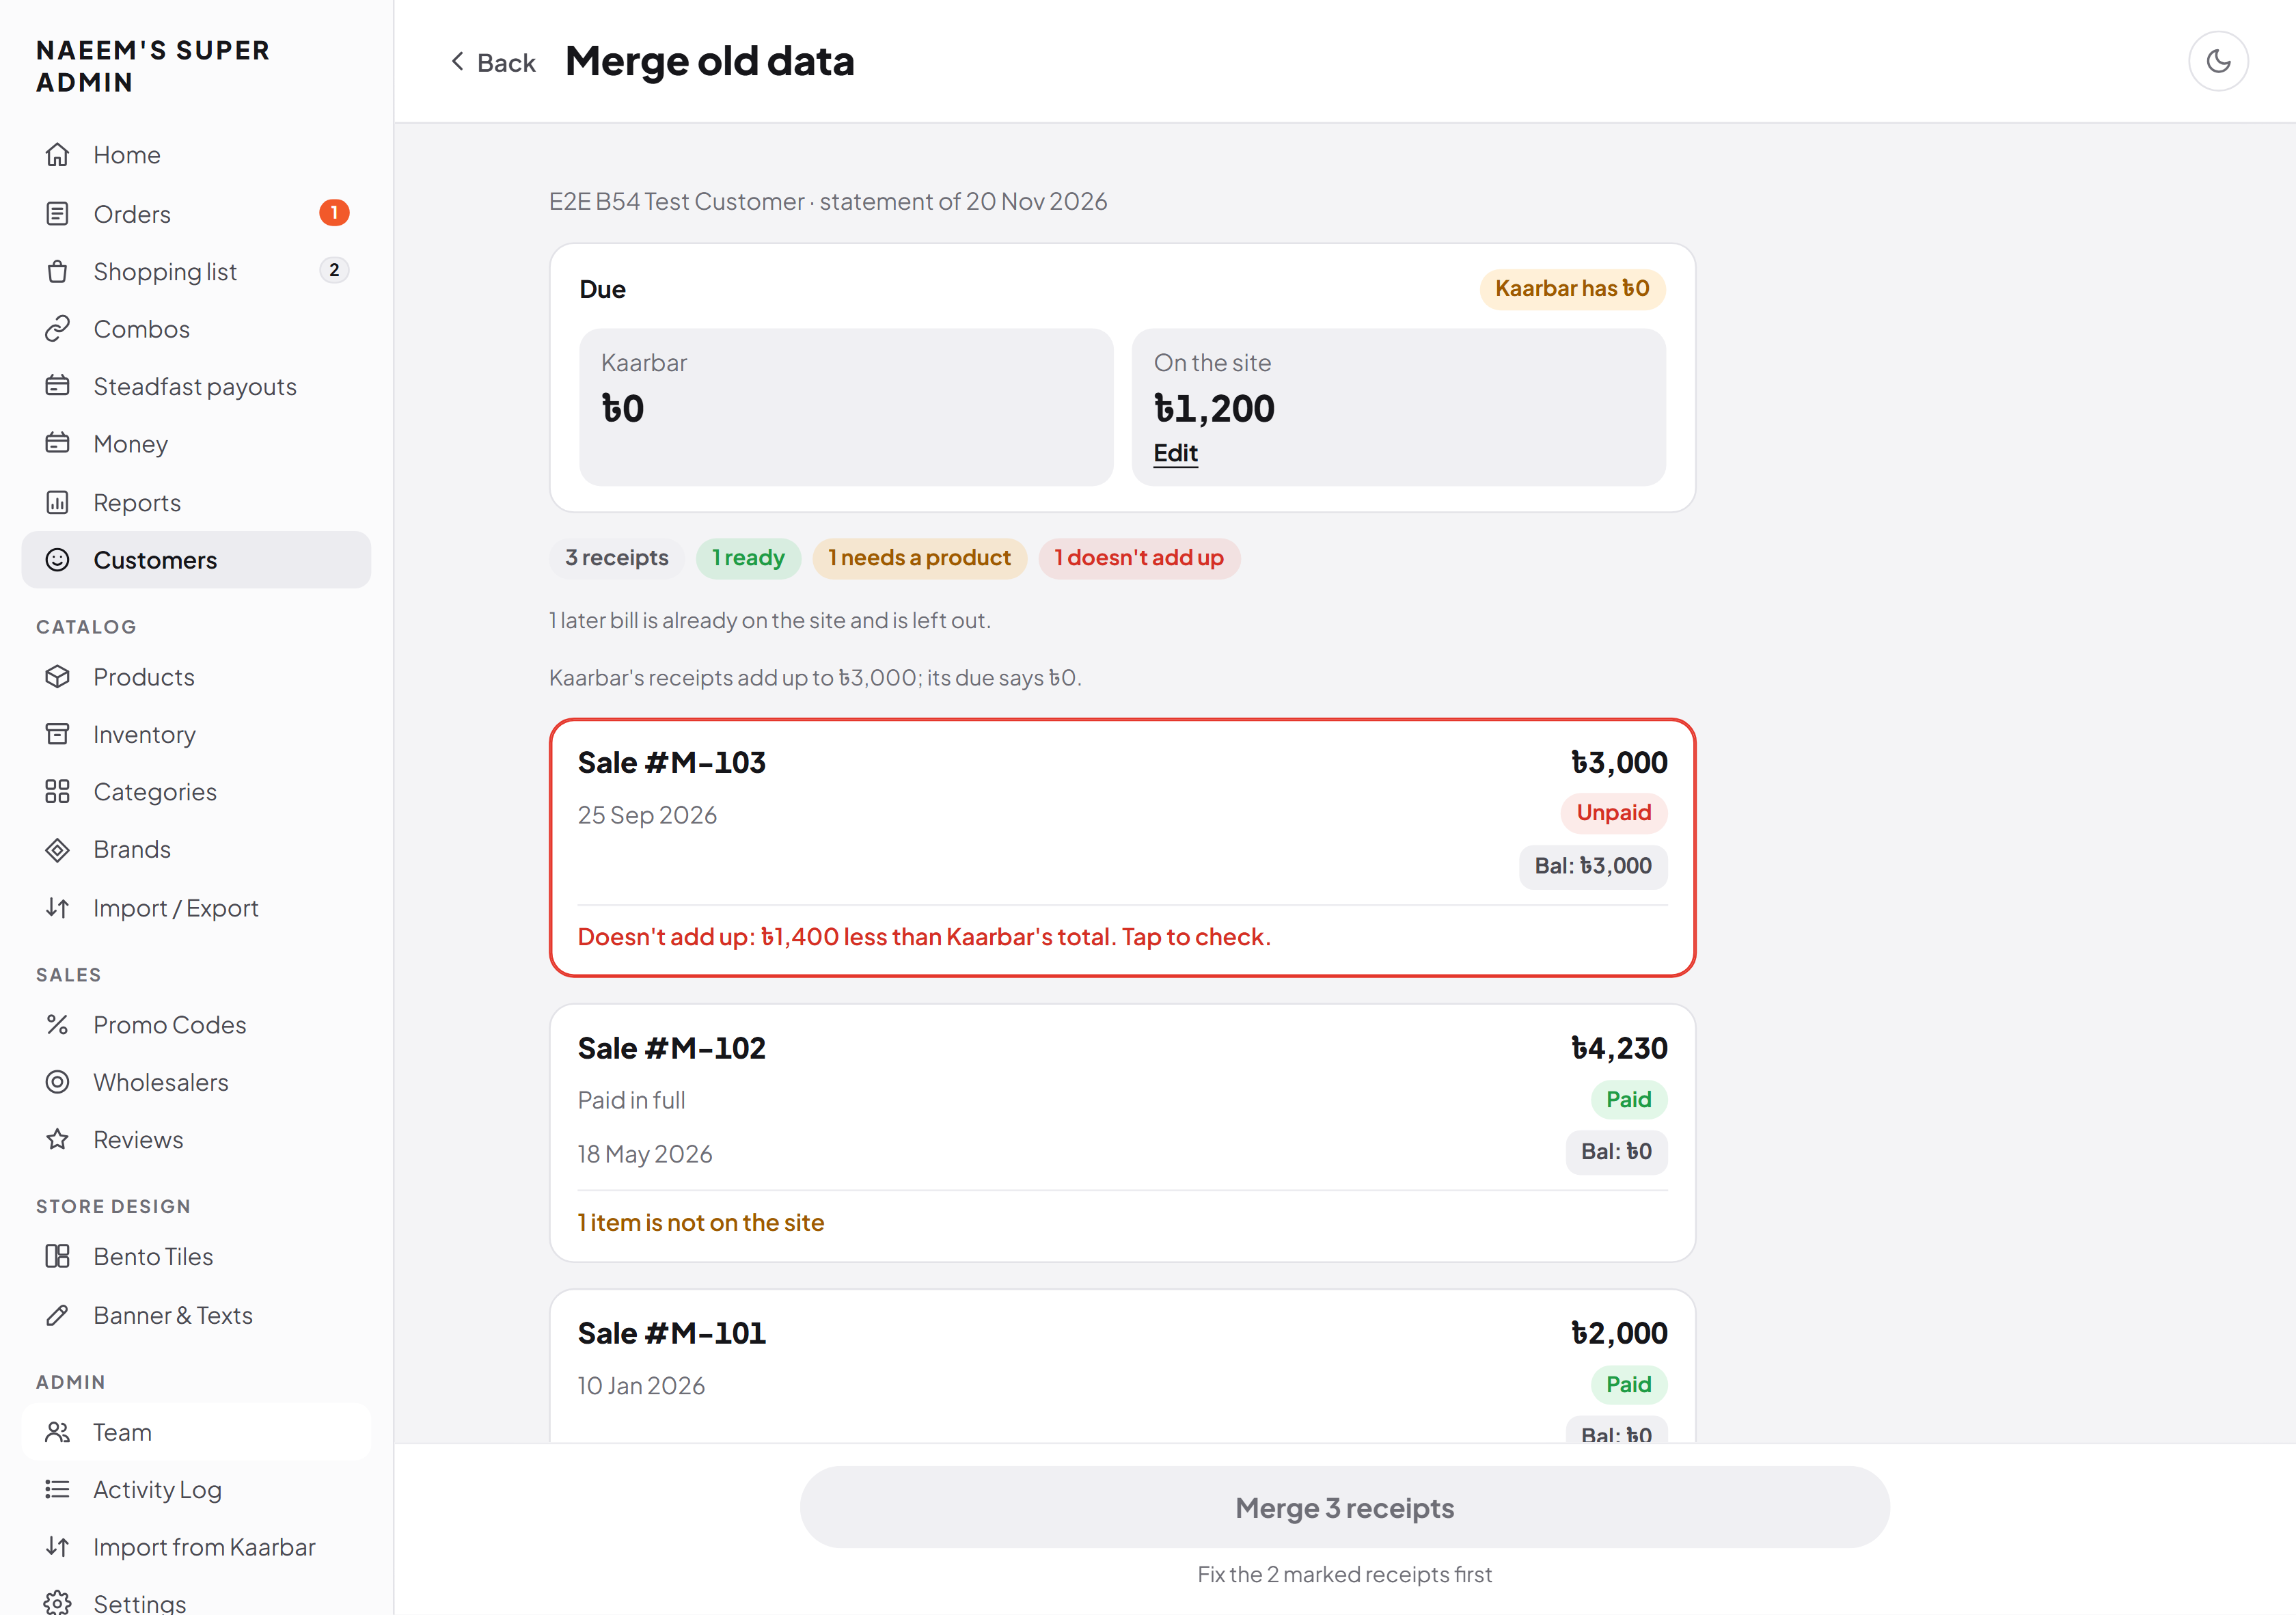 NAEEM'S SUPER
ADMIN
Home
Orders 1
Shopping list 2
Combos
Steadfast payouts
Money
Reports
Customers
CATALOG
Products
Inventory
Categories
Brands
Import / Export
SALES
Promo Codes
Wholesalers
Reviews
STORE DESIGN
Bento Tiles
Banner & Texts
ADMIN
Team
Activity Log
Import from Kaarbar
Settings
Back Merge old data
E2E B54 Test Customer · statement of 20 Nov 2026
Due Kaarbar has ৳0
Kaarbar
৳0
On the site
৳1,200
Edit
3 receipts 1 ready 1 needs a product 1 doesn't add up
1 later bill is already on the site and is left out.
Kaarbar's receipts add up to ৳3,000; its due says ৳0.
Sale #M-103 ৳3,000
25 Sep 2026 Unpaid
Bal: ৳3,000
Doesn't add up: ৳1,400 less than Kaarbar's total. Tap to check.
Sale #M-102 ৳4,230
Paid in full Paid
18 May 2026 Bal: ৳0
1 item is not on the site
Sale #M-101 ৳2,000
10 Jan 2026 Paid
Bal: ৳0
Merge 3 receipts
Fix the 2 marked receipts first